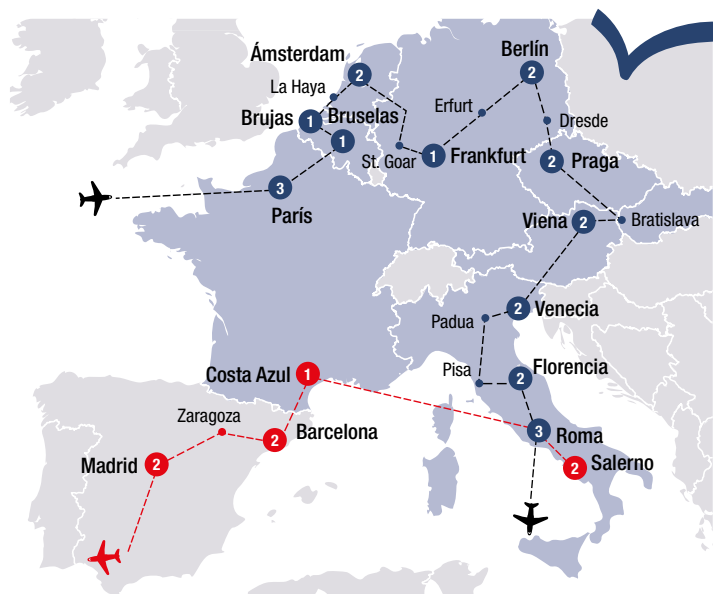 Ámsterdam
2
La Haya
Brujas
1
Bruselas
1
St. Goar
1
Frankfurt
Erfurt
Berlín
2
Dresde
2
Praga
3
París
Viena
2
Bratislava
2
Venecia
Padua
Pisa
2
Florencia
3
Roma
2
Salerno
Costa Azul
1
Zaragoza
2
Barcelona
Madrid
2